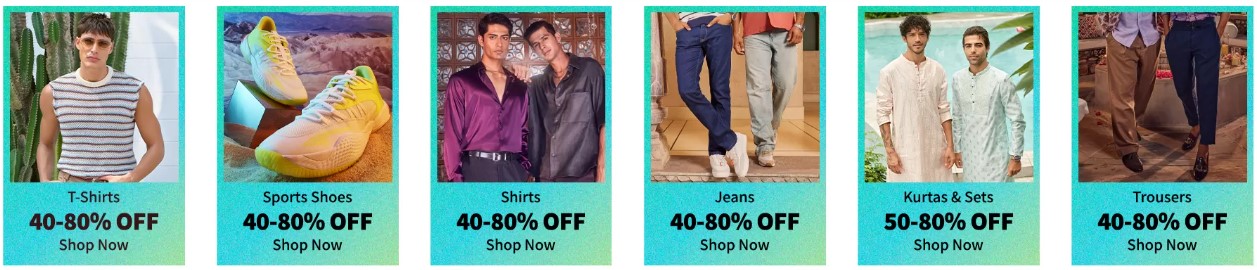 T-Shirts
40-80% OFF
Shop Now
Sports Shoes
40-80% OFF
Shop Now
Shirts
40-80% OFF
Shop Now
Jeans
40-80% OFF
Shop Now
Kurtas & Sets
50-80% OFF
Shop Now
Trousers
40-80% OFF
Shop Now